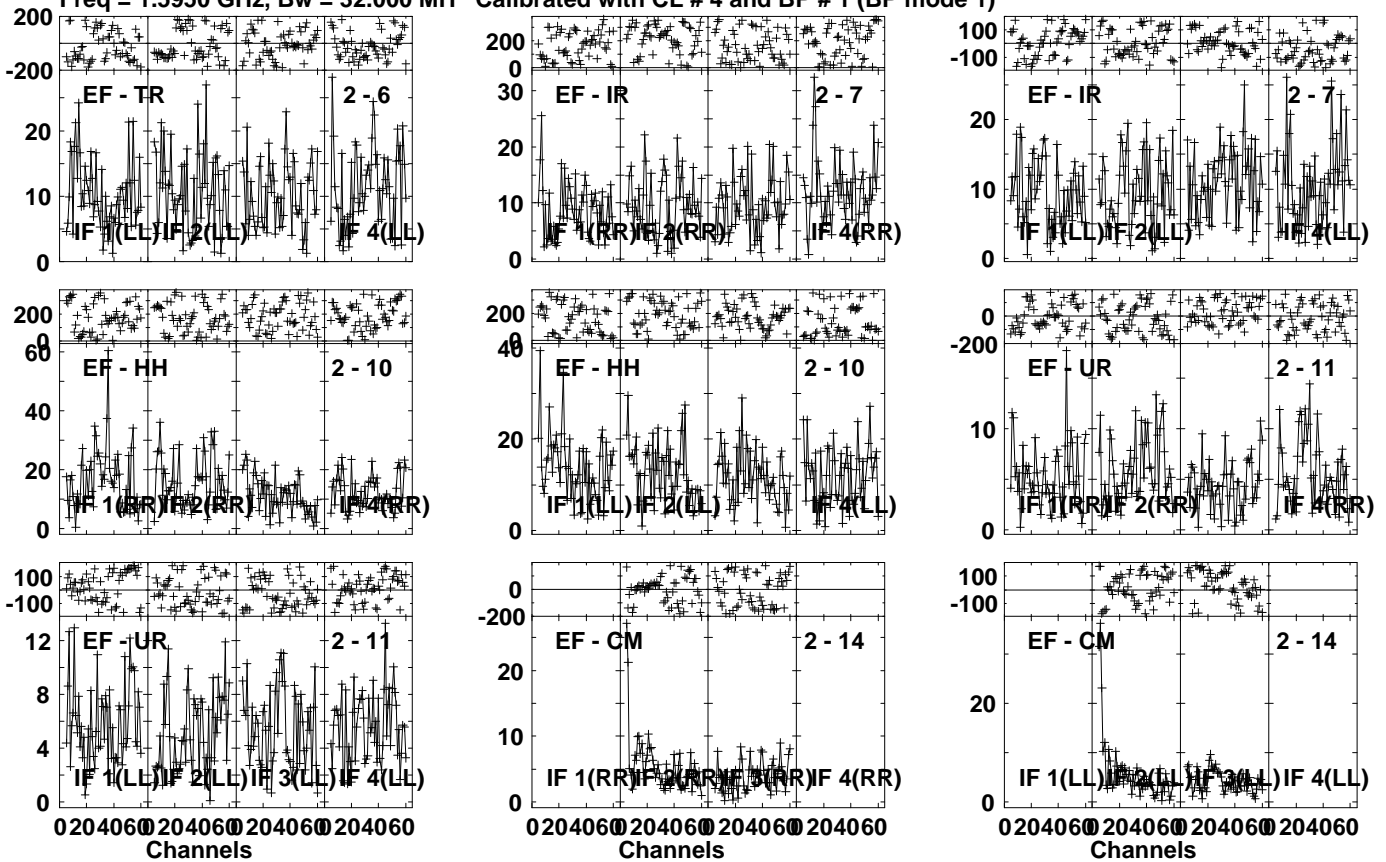 Freq = 1.5950 GHz, Bw = 32.000 MH Calibrated with CL # 4 and BP # 1 (BP mode 1)
200
-200
EF - TR 2 - 6
20
10
0
IF 1(LL) IF 2(LL) IF 4(LL)
200
0
EF - IR 2 - 7
30
20
10
0
IF 1(RR) IF 2(RR) IF 4(RR)
100
-100
EF - IR 2 - 7
20
10
0
IF 1(LL) IF 2(LL) IF 4(LL)
200
0
EF - HH 2 - 10
60
40
20
0
IF 1(RR) IF 2(RR) IF 4(RR)
200
0
EF - HH 2 - 10
40
20
0
IF 1(LL) IF 2(LL) IF 4(LL)
0
-200
EF - UR 2 - 11
10
0
IF 1(RR) IF 2(RR) IF 4(RR)
100
-100
EF - UR 2 - 11
12
8
4
0
IF 1(LL) IF 2(LL) IF 3(LL) IF 4(LL)
0 20 40 60 0 20 40 60 0 20 40 60 0 20 40 60
Channels
0
-200
EF - CM 2 - 14
20
10
0
IF 1(RR) IF 2(RR) IF 3(RR) IF 4(RR)
0 20 40 60 0 20 40 60 0 20 40 60 0 20 40 60
Channels
100
-100
EF - CM 2 - 14
20
0
IF 1(LL) IF 2(LL) IF 3(LL) IF 4(LL)
0 20 40 60 0 20 40 60 0 20 40 60 0 20 40 60
Channels